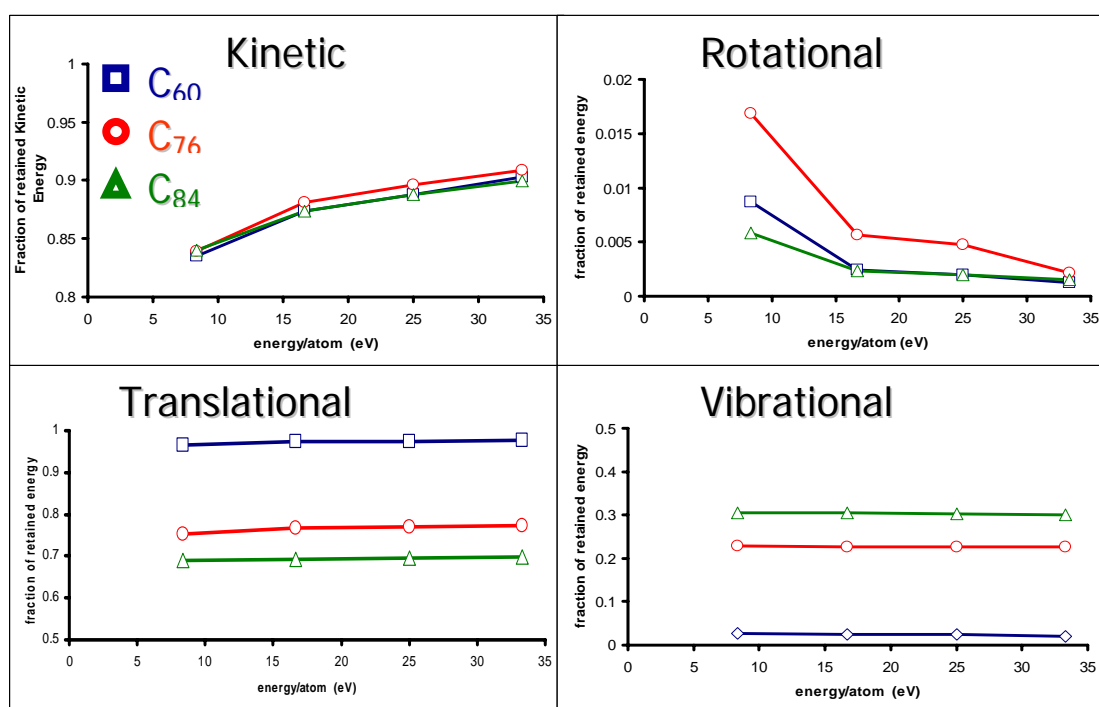 Kinetic
Fraction of retained Kinetic
Energy
1
0.95
0.9
0.85
0.8
C60
C76
C84
0 5 10 15 20 25 30 35
energy/atom (eV)
Rotational
fraction of retained energy
0.02
0.015
0.01
0.005
0
0 5 10 15 20 25 30 35
energy/atom (eV)
Translational
fraction of retained energy
1
0.9
0.8
0.7
0.6
0.5
0 5 10 15 20 25 30 35
energy/atom (eV)
Vibrational
fraction of retained energy
0.5
0.4
0.3
0.2
0.1
0
0 5 10 15 20 25 30 35
energy/atom (eV)